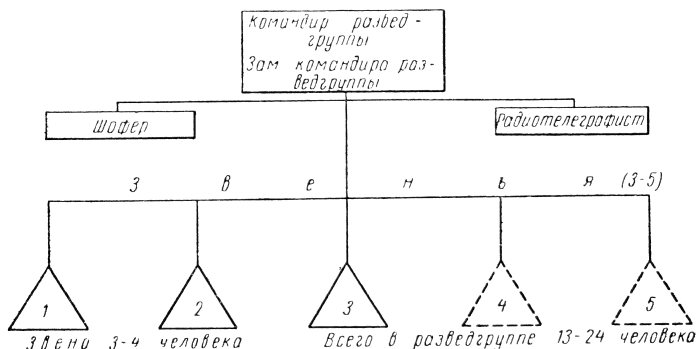 Командир развед-
группы
Зам командира раз-
ведгруппы
Шофер
Радиотелеграфист
З в е н ь я (3-5)
1 2 3 4 5
Звено 3-4 человека Всего в разведгруппе 13-24 человека